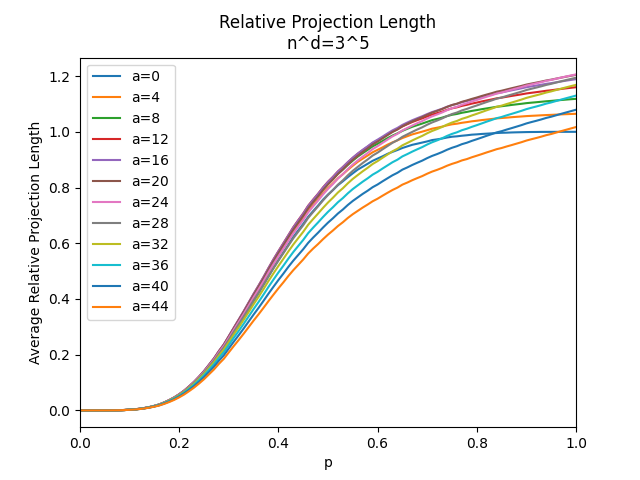 Relative Projection Length
n^d=3^5
Average Relative Projection Length
1.2
1.0
0.8
0.6
0.4
0.2
0.0
a=0
a=4
a=8
a=12
a=16
a=20
a=24
a=28
a=32
a=36
a=40
a=44
0.0 0.2 0.4 0.6 0.8 1.0
p